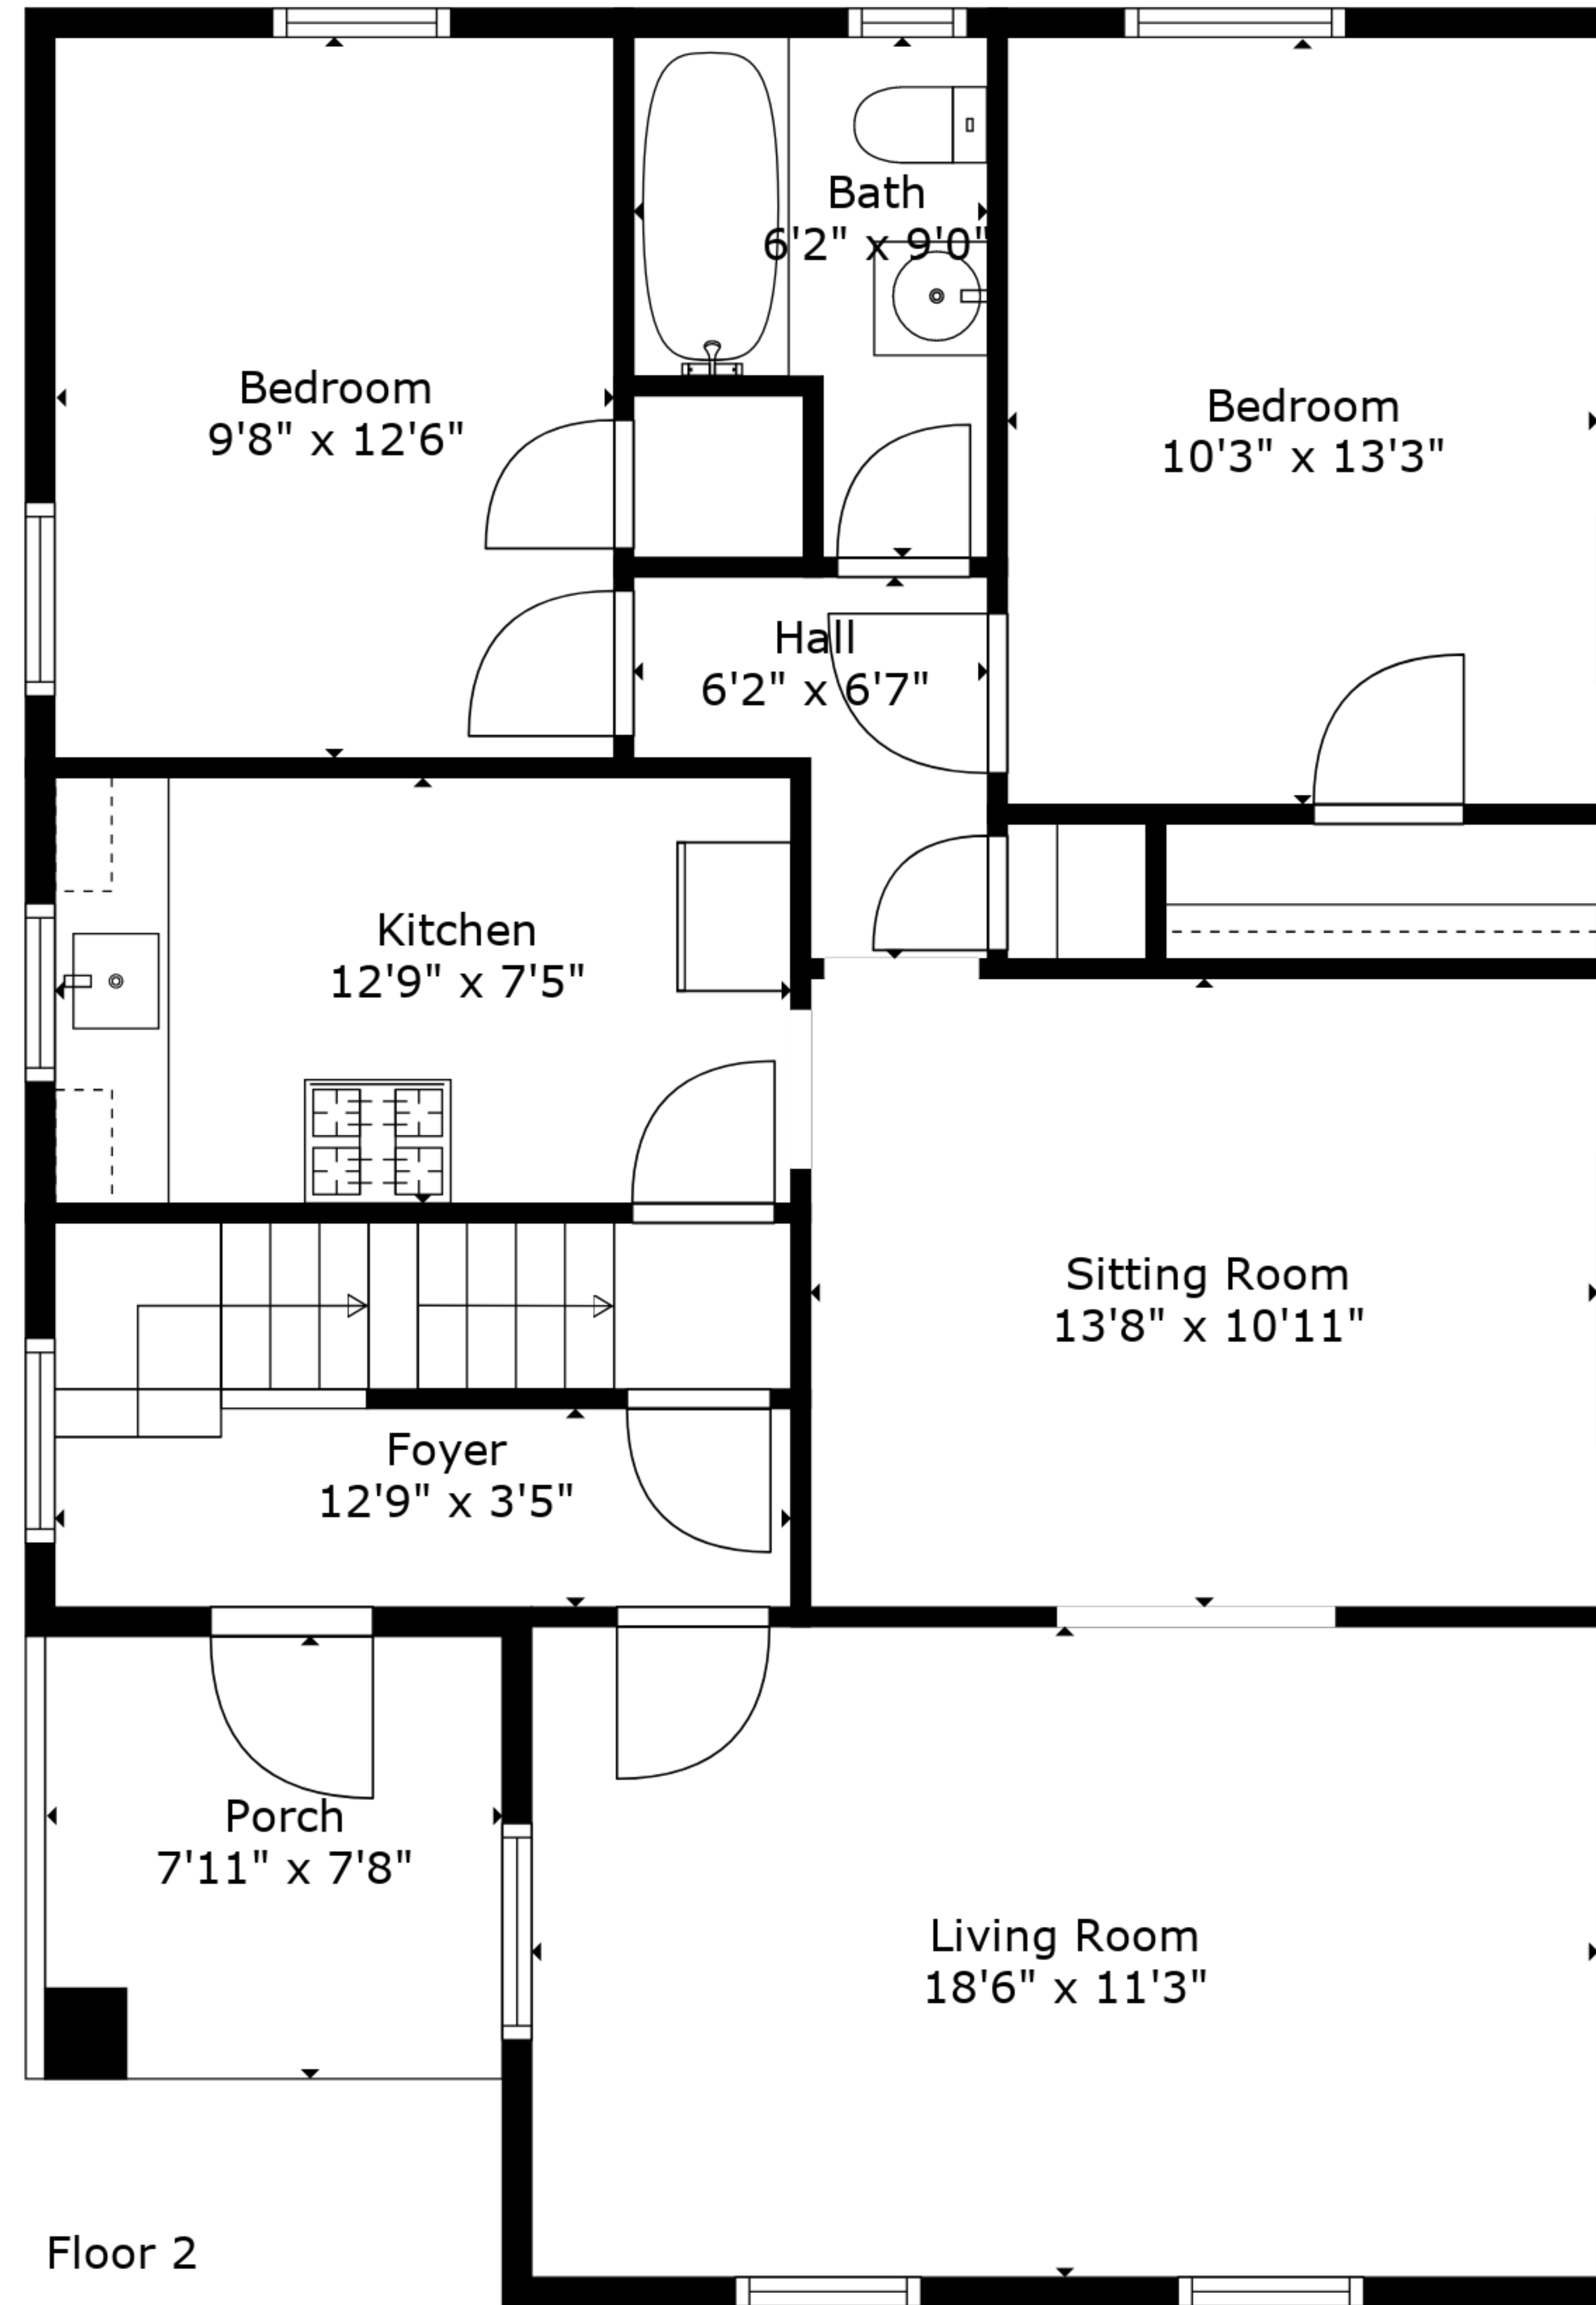 Bath
6'2" x 9'0"
Bedroom
9'8" x 12'6"
Bedroom
10'3" x 13'3"
Hall
6'2" x 6'7"
Kitchen
12'9" x 7'5"
Sitting Room
13'8" x 10'11"
Foyer
12'9" x 3'5"
Porch
7'11" x 7'8"
Living Room
18'6" x 11'3"
Floor 2